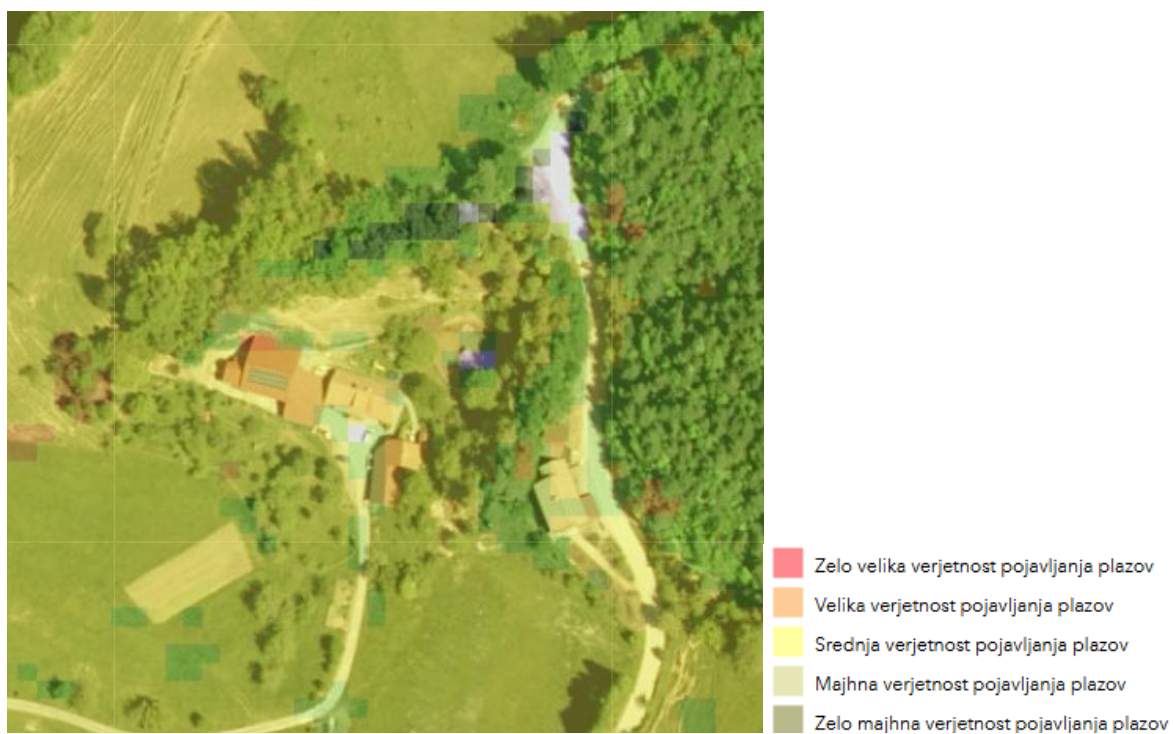 Zelo velika verjetnost pojavljanja plazov
Velika verjetnost pojavljanja plazov
Srednja verjetnost pojavljanja plazov
Majhna verjetnost pojavljanja plazov
Zelo majhna verjetnost pojavljanja plazov